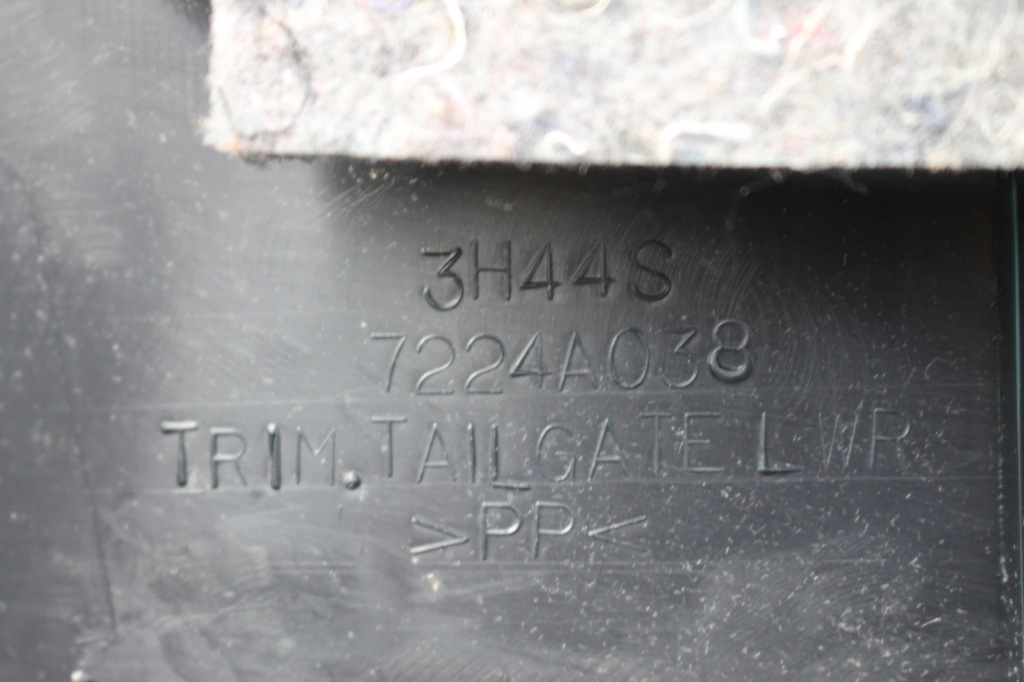 3H44S
7224A038
TRIM.TAILGATE LWR
>PP<